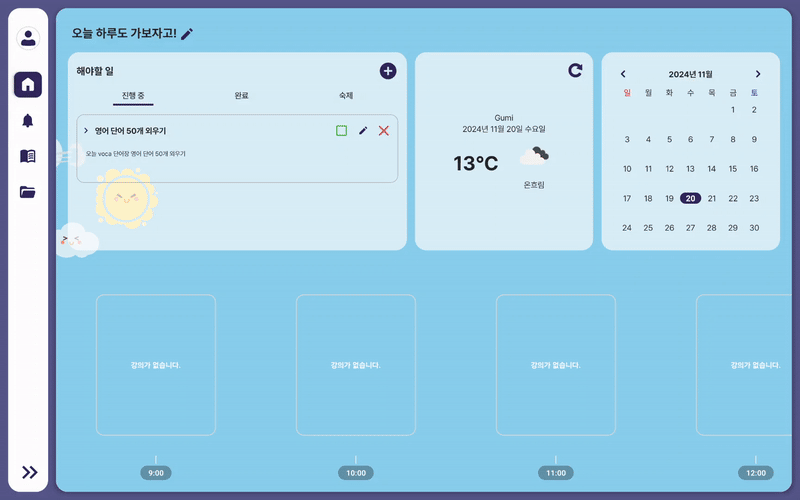 오늘 하루도 가보자고!
해야할 일
진행 중 완료 숙제
영어 단어 50개 외우기
오늘 voca 단어장 영어 단어 50개 외우기
Gumi
2024년 11월 20일 수요일
13°C
온흐림
2024년 11월
일 월 화 수 목 금 토
1 2
3 4 5 6 7 8 9
10 11 12 13 14 15 16
17 18 19 20 21 22 23
24 25 26 27 28 29 30
강의가 없습니다. 강의가 없습니다. 강의가 없습니다. 강의가 없습니다.
9:00 10:00 11:00 12:00